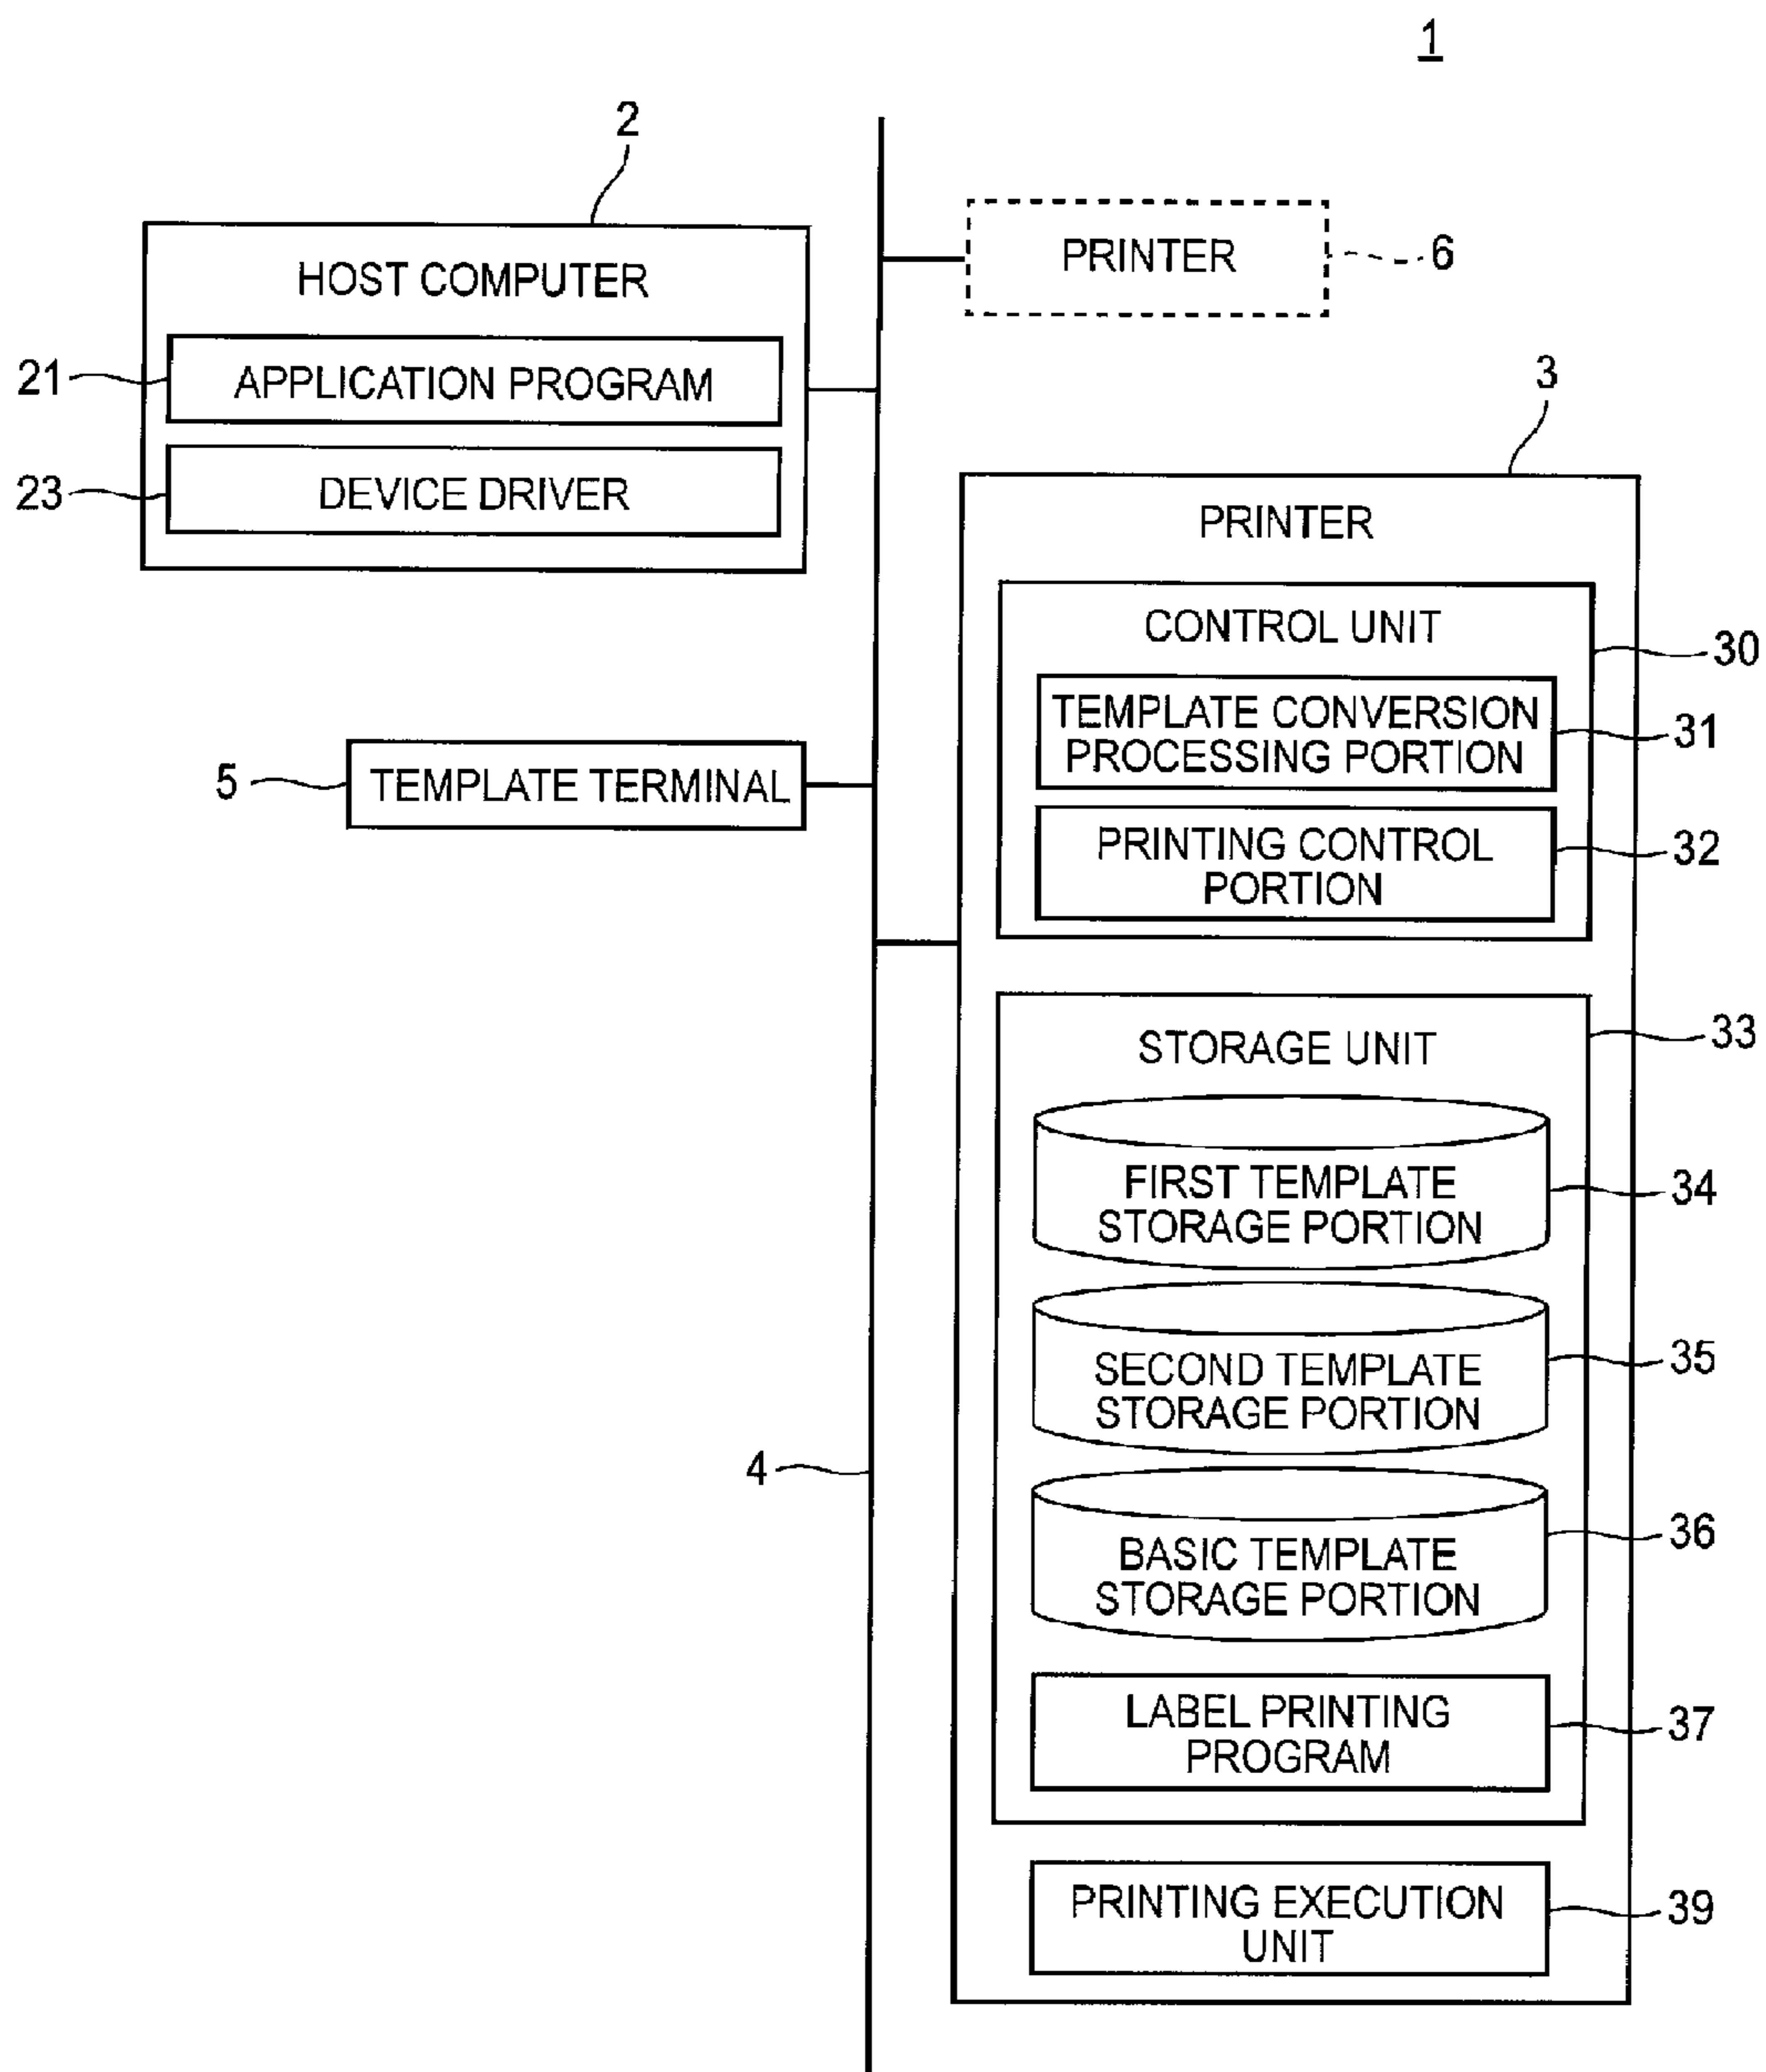 1
2
HOST COMPUTER
21
APPLICATION PROGRAM
23
DEVICE DRIVER
PRINTER
6
3
PRINTER
CONTROL UNIT
30
TEMPLATE CONVERSION
PROCESSING PORTION
31
PRINTING CONTROL
PORTION
32
5
TEMPLATE TERMINAL
STORAGE UNIT
33
FIRST TEMPLATE
STORAGE PORTION
34
SECOND TEMPLATE
STORAGE PORTION
35
4
BASIC TEMPLATE
STORAGE PORTION
36
LABEL PRINTING
PROGRAM
37
PRINTING EXECUTION
UNIT
39